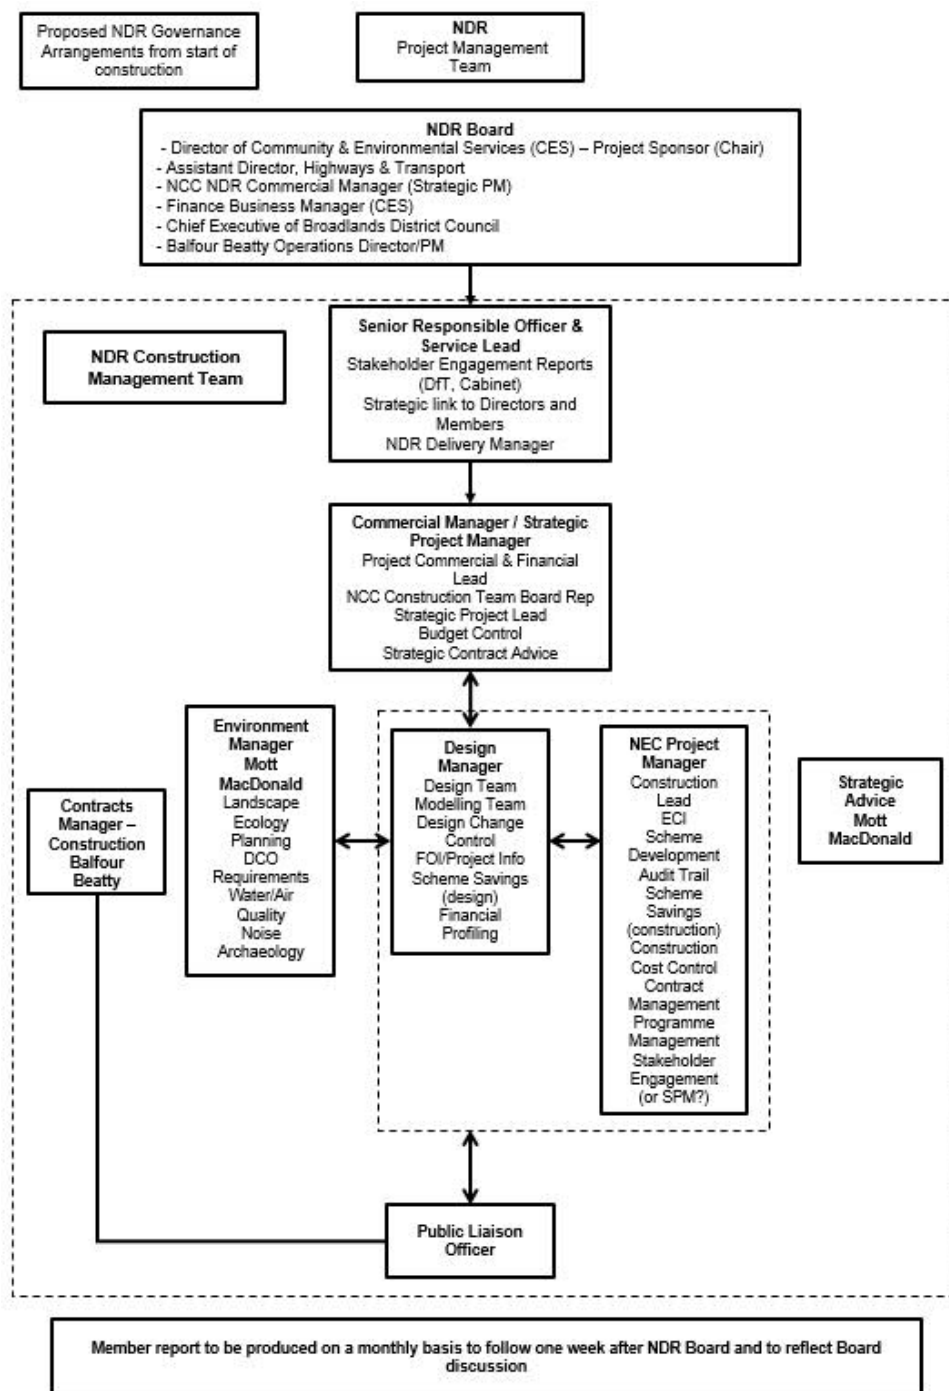 Proposed NDR Governance
Arrangements from start of
construction
NDR
Project Management
Team
NDR Board
- Director of Community & Environmental Services (CES) – Project Sponsor (Chair)
- Assistant Director, Highways & Transport
- NCC NDR Commercial Manager (Strategic PM)
- Finance Business Manager (CES)
- Chief Executive of Broadlands District Council
- Balfour Beatty Operations Director/PM
NDR Construction
Management Team
Senior Responsible Officer &
Service Lead
Stakeholder Engagement Reports
(DfT, Cabinet)
Strategic link to Directors and
Members
NDR Delivery Manager
Commercial Manager / Strategic
Project Manager
Project Commercial & Financial
Lead
NCC Construction Team Board Rep
Strategic Project Lead
Budget Control
Strategic Contract Advice
Contracts
Manager –
Construction
Balfour
Beatty
Environment
Manager
Mott
MacDonald
Landscape
Ecology
Planning
DCO
Requirements
Water/Air
Quality
Noise
Archaeology
Design
Manager
Design Team
Modelling Team
Design Change
Control
FOI/Project Info
Scheme Savings
(design)
Financial
Profiling
NEC Project
Manager
Construction
Lead
ECI
Scheme
Development
Audit Trail
Scheme
Savings
(construction)
Construction
Cost Control
Contract
Management
Programme
Management
Stakeholder
Engagement
(or SPM?)
Strategic
Advice
Mott
MacDonald
Public Liaison
Officer
Member report to be produced on a monthly basis to follow one week after NDR Board and to reflect Board
discussion